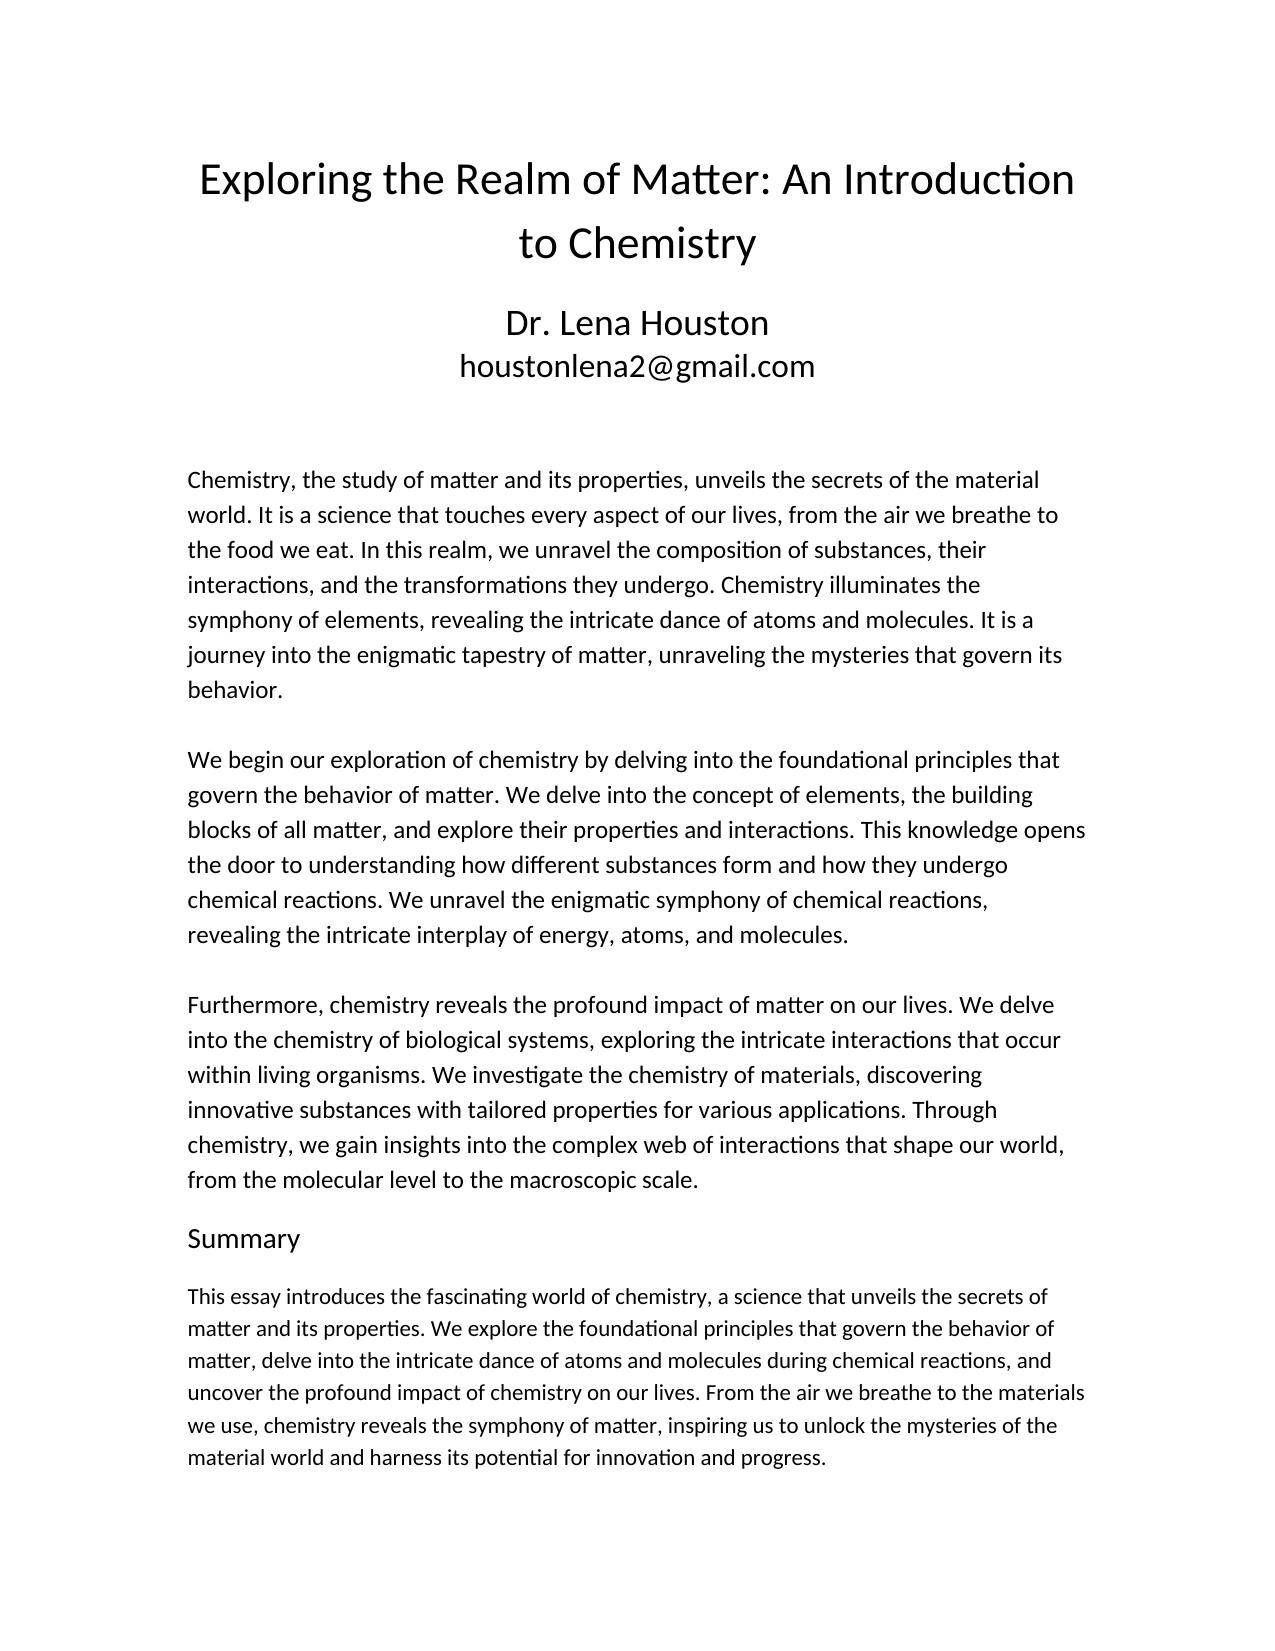 Exploring the Realm of Matter: An Introduction
to Chemistry
Dr. Lena Houston
houstonlena2@gmail.com
Chemistry, the study of matter and its properties, unveils the secrets of the material
world. It is a science that touches every aspect of our lives, from the air we breathe to
the food we eat. In this realm, we unravel the composition of substances, their
interactions, and the transformations they undergo. Chemistry illuminates the
symphony of elements, revealing the intricate dance of atoms and molecules. It is a
journey into the enigmatic tapestry of matter, unraveling the mysteries that govern its
behavior.
We begin our exploration of chemistry by delving into the foundational principles that
govern the behavior of matter. We delve into the concept of elements, the building
blocks of all matter, and explore their properties and interactions. This knowledge opens
the door to understanding how different substances form and how they undergo
chemical reactions. We unravel the enigmatic symphony of chemical reactions,
revealing the intricate interplay of energy, atoms, and molecules.
Furthermore, chemistry reveals the profound impact of matter on our lives. We delve
into the chemistry of biological systems, exploring the intricate interactions that occur
within living organisms. We investigate the chemistry of materials, discovering
innovative substances with tailored properties for various applications. Through
chemistry, we gain insights into the complex web of interactions that shape our world,
from the molecular level to the macroscopic scale.
Summary
This essay introduces the fascinating world of chemistry, a science that unveils the secrets of
matter and its properties. We explore the foundational principles that govern the behavior of
matter, delve into the intricate dance of atoms and molecules during chemical reactions, and
uncover the profound impact of chemistry on our lives. From the air we breathe to the materials
we use, chemistry reveals the symphony of matter, inspiring us to unlock the mysteries of the
material world and harness its potential for innovation and progress.